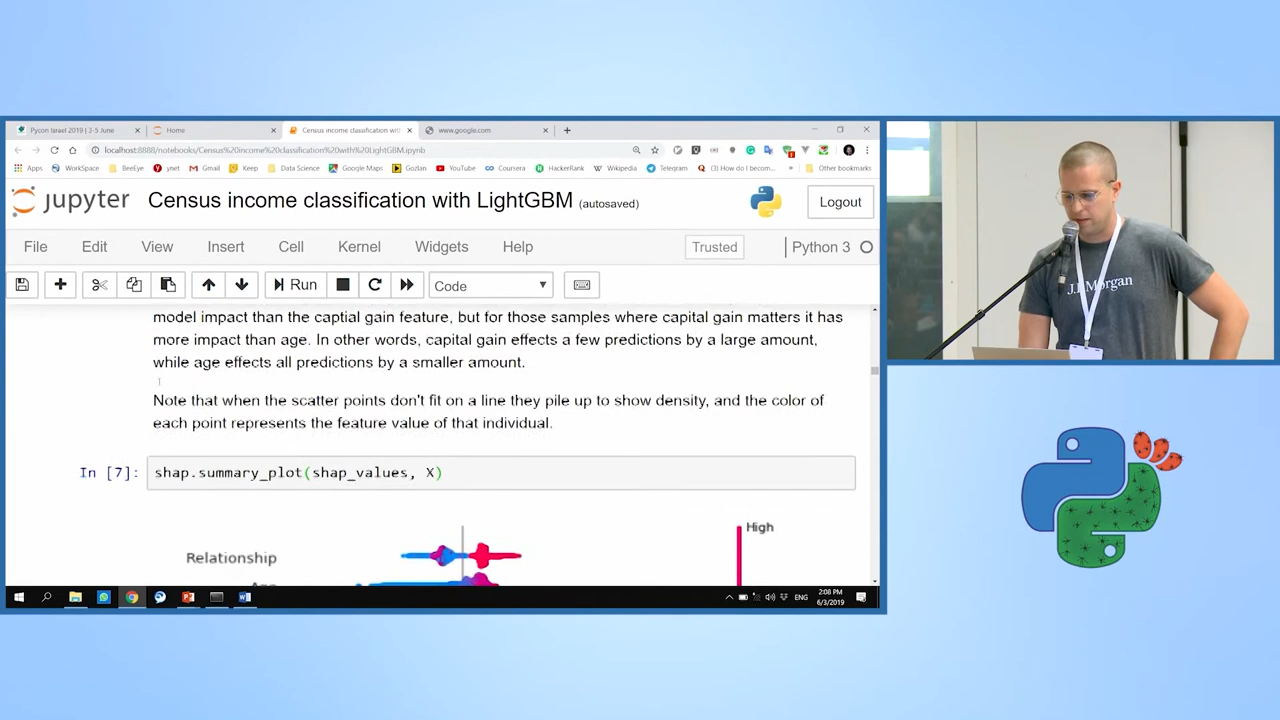 Pycon Israel 2019 | 3-5 June
Home
Census income classification wit
www.google.com
localhost:8888/notebooks/Census%20income%20classification%20with%20LightGBM.ipynb
Apps WorkSpace BeeEye ynet Gmail Keep Data Science Google Maps Gozlan YouTube Coursera HackerRank Wikipedia Telegram (3) How do I becom... Other bookmarks
jupyter Census income classification with LightGBM (autosaved) Logout
File Edit View Insert Cell Kernel Widgets Help Trusted Python 3
Run Code
model impact than the captial gain feature, but for those samples where capital gain matters it has
more impact than age. In other words, capital gain effects a few predictions by a large amount,
while age effects all predictions by a smaller amount.
Note that when the scatter points don't fit on a line they pile up to show density, and the color of
each point represents the feature value of that individual.
In [7]: shap.summary_plot(shap_values, X)
High
Relationship
ENG
2:08 PM
6/3/2019
J.P.Morgan